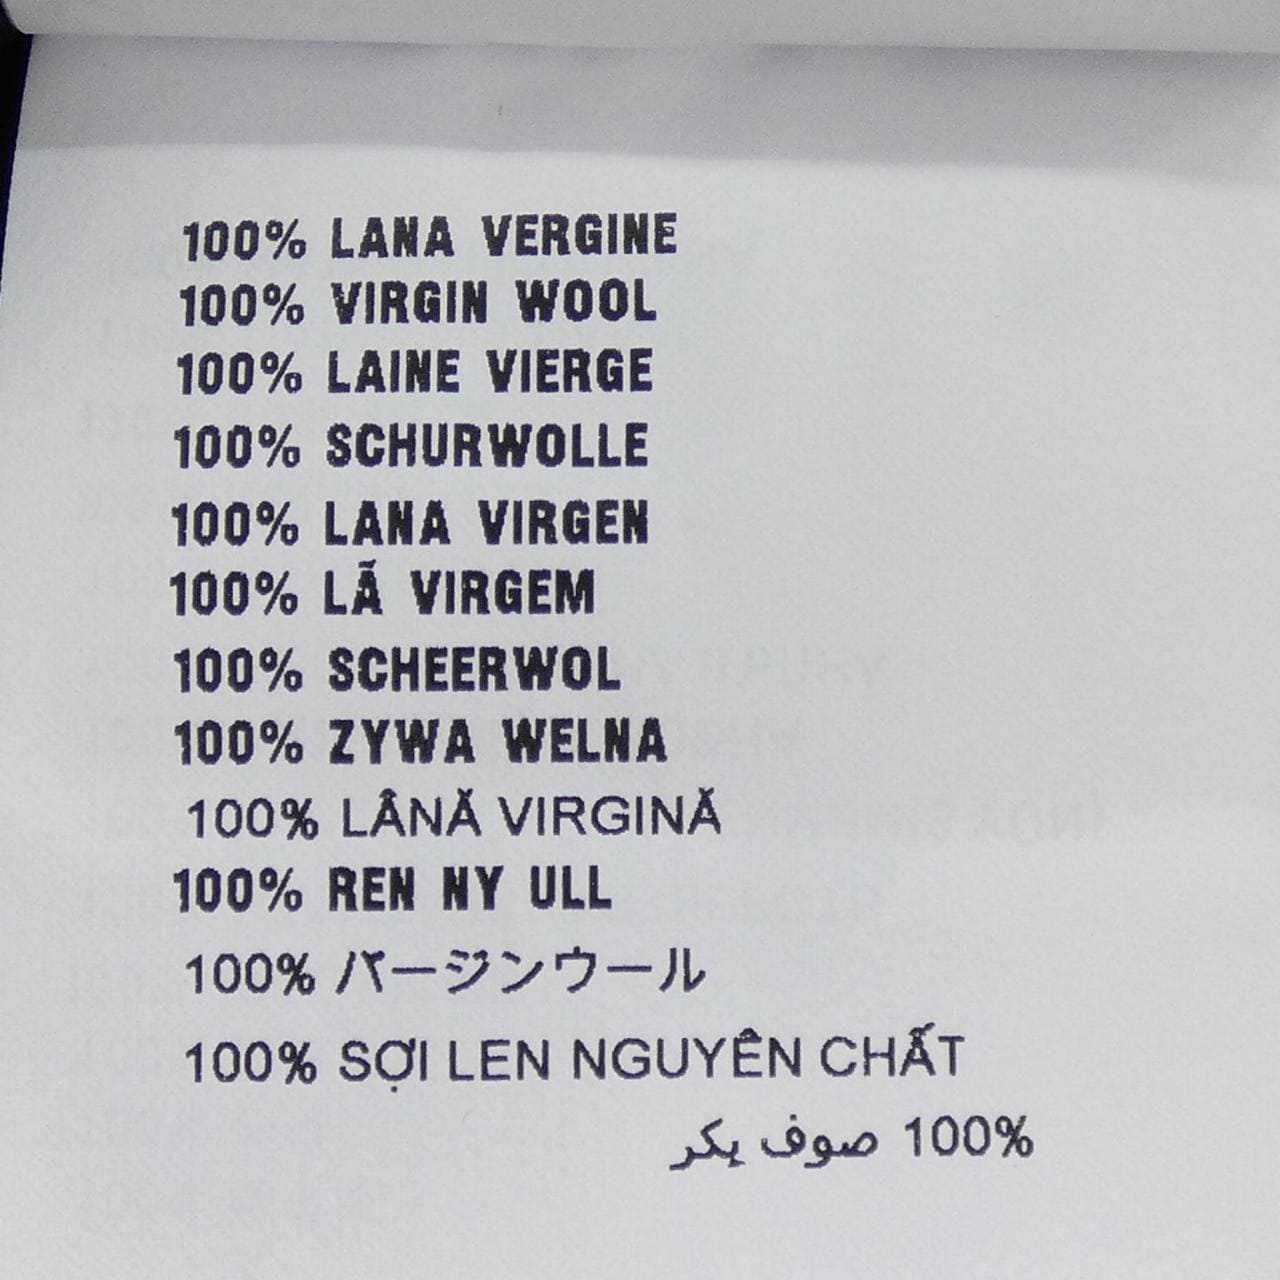 100% LANA VERGINE
100% VIRGIN WOOL
100% LAINE VIERGE
100% SCHURWOLLE
100% LANA VIRGEN
100% LÃ VIRGEM
100% SCHEERWOL
100% ZYWA WELNA
100% LÂNĂ VIRGINĂ
100% REN NY ULL
100% バージンウール
100% SỢI LEN NGUYÊN CHẤT
100% صوف بكر